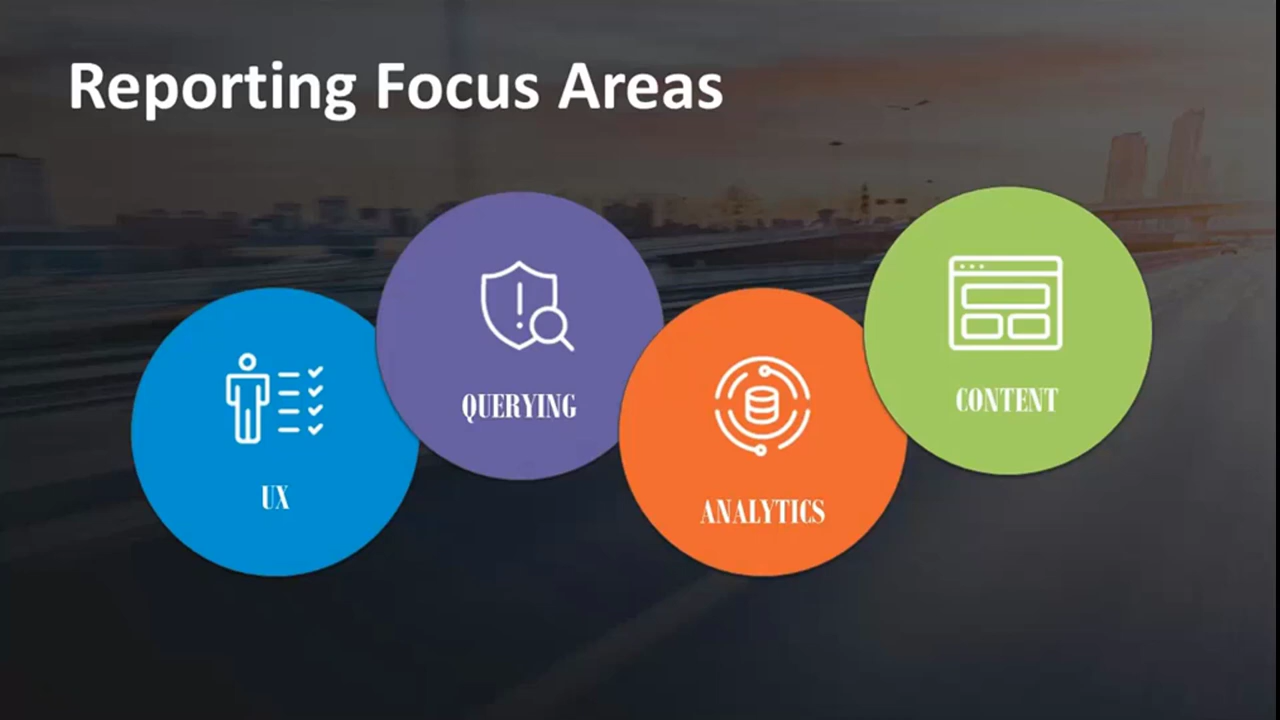 Reporting Focus Areas
UX
QUERYING
ANALYTICS
CONTENT